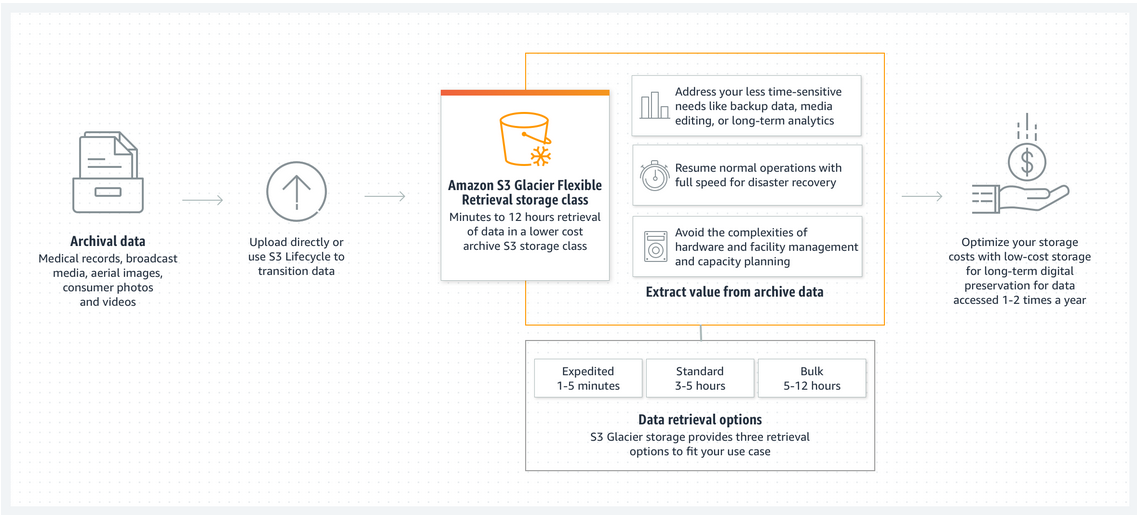 Archival data
Medical records, broadcast
media, aerial images,
consumer photos
and videos
Upload directly or
use S3 Lifecycle to
transition data
Amazon S3 Glacier Flexible
Retrieval storage class
Minutes to 12 hours retrieval
of data in a lower cost
archive S3 storage class
Address your less time-sensitive
needs like backup data, media
editing, or long-term analytics
Resume normal operations with
full speed for disaster recovery
Avoid the complexities of
hardware and facility management
and capacity planning
Extract value from archive data
Expedited
1-5 minutes
Standard
3-5 hours
Bulk
5-12 hours
Data retrieval options
S3 Glacier storage provides three retrieval
options to fit your use case
$
Optimize your storage
costs with low-cost storage
for long-term digital
preservation for data
accessed 1-2 times a year